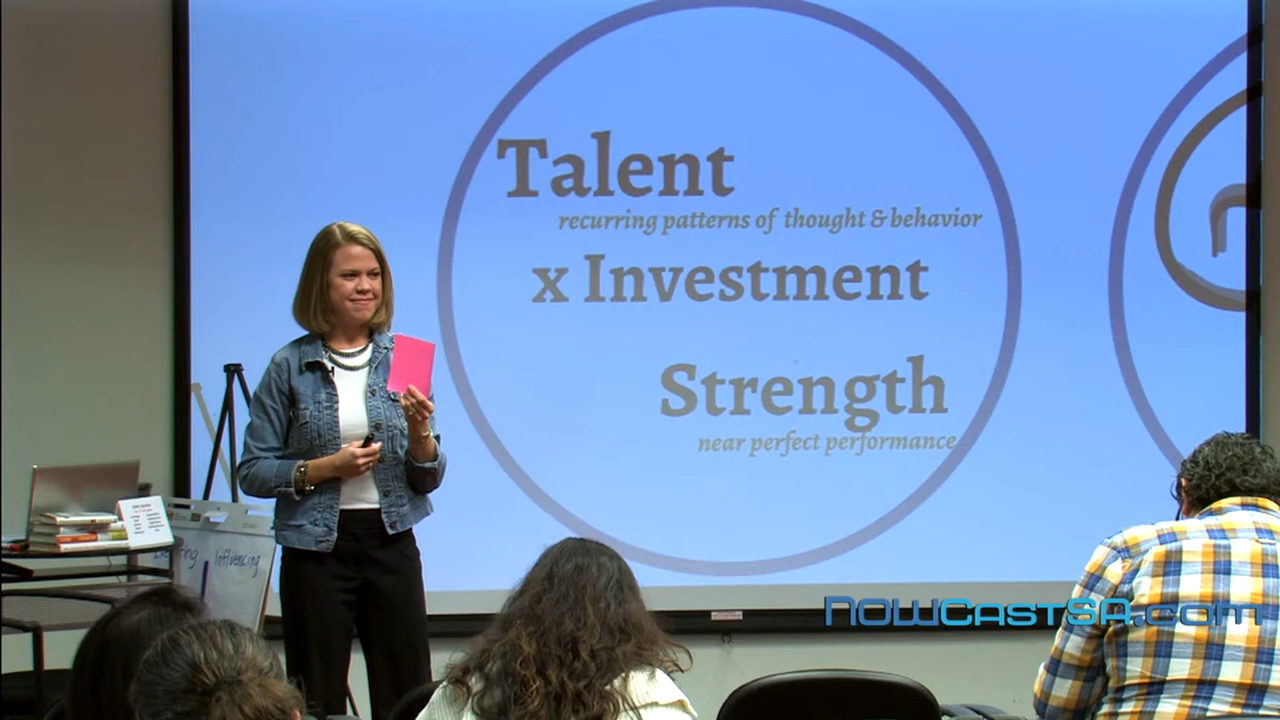 Talent
recurring patterns of thought & behavior
x Investment
Strength
near perfect performance
Influencing
NOWCastSA.com